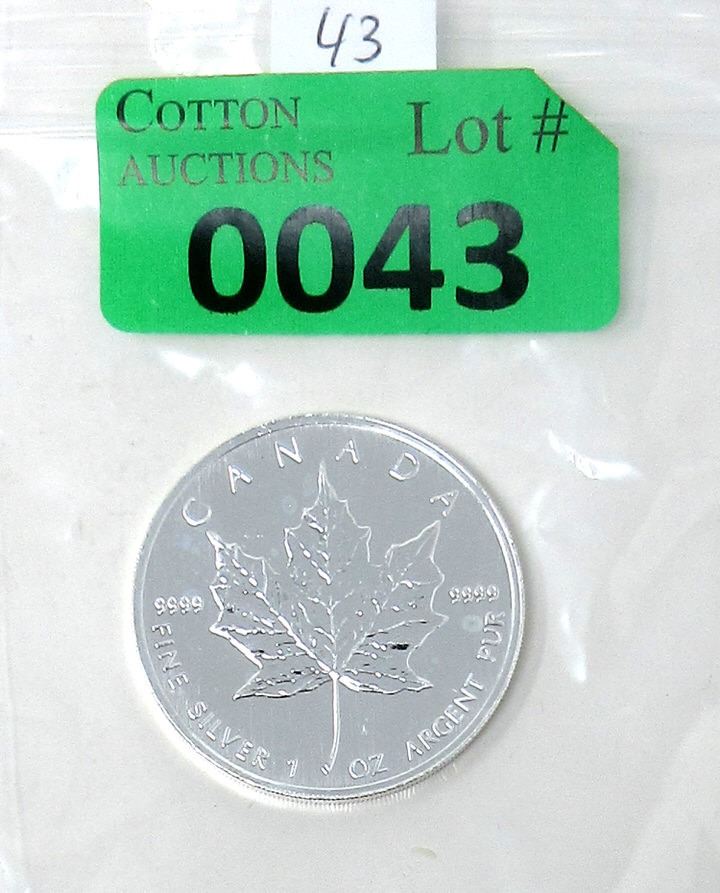 43
COTTON
AUCTIONS
Lot #
0043
CANADA
9999
9999
FINE SILVER 1 OZ ARGENT PUR